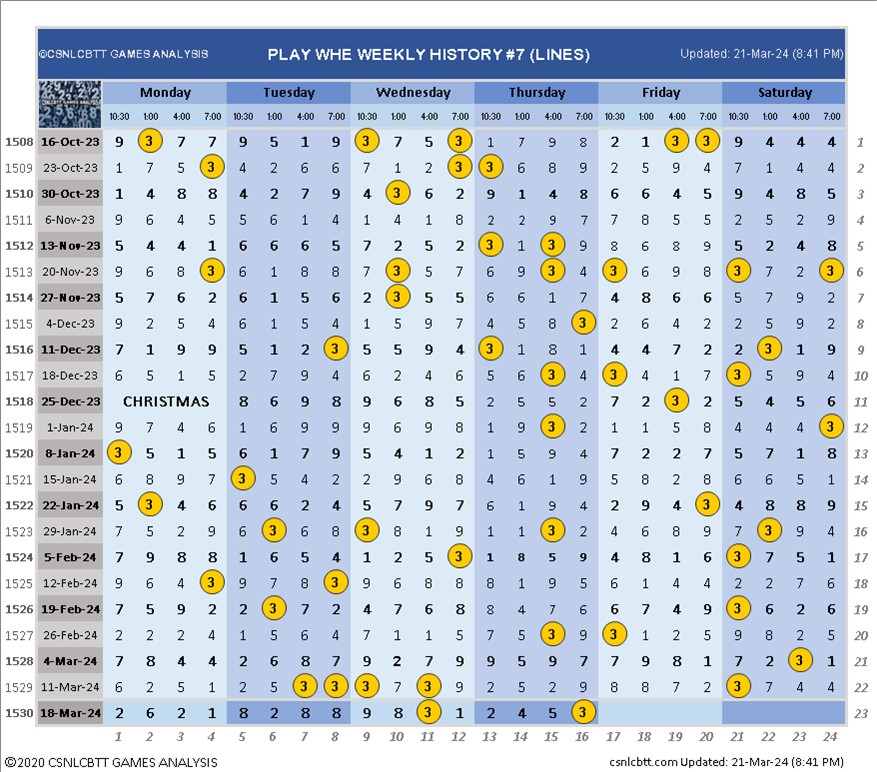 ©CSNLCBTT GAMES ANALYSIS PLAY WHE WEEKLY HISTORY #7 (LINES) Updated: 21-Mar-24 (8:41 PM)
Monday Tuesday Wednesday Thursday Friday Saturday
10:30 1:00 4:00 7:00 10:30 1:00 4:00 7:00 10:30 1:00 4:00 7:00 10:30 1:00 4:00 7:00 10:30 1:00 4:00 7:00 10:30 1:00 4:00 7:00
1508 16-Oct-23 9 3 7 7 9 5 1 9 3 7 5 3 1 7 9 8 2 1 3 3 9 4 4 4 1
1509 23-Oct-23 1 7 5 3 4 2 6 6 7 1 2 3 3 6 8 9 2 5 9 4 7 1 4 4 2
1510 30-Oct-23 1 4 8 8 4 2 7 9 4 3 6 2 9 1 4 8 6 6 4 5 9 4 8 5 3
1511 6-Nov-23 9 6 4 5 5 6 1 4 1 4 1 8 2 2 9 7 7 8 5 5 2 5 2 9 4
1512 13-Nov-23 5 4 4 1 6 6 6 5 7 2 5 2 3 1 3 9 8 6 8 9 5 2 4 8 5
1513 20-Nov-23 9 6 8 3 6 1 8 8 7 3 5 7 6 9 3 4 3 6 9 8 3 7 2 3 6
1514 27-Nov-23 5 7 6 2 6 1 5 6 2 3 5 5 6 6 1 7 4 8 6 6 5 7 9 2 7
1515 4-Dec-23 9 2 5 4 6 1 5 4 1 5 9 7 4 5 8 3 2 6 4 2 2 5 9 2 8
1516 11-Dec-23 7 1 9 9 5 1 2 3 5 5 9 4 3 1 8 1 4 4 7 2 2 3 1 9 9
1517 18-Dec-23 6 5 1 5 2 7 9 4 6 2 4 6 6 5 3 4 3 4 1 7 3 5 9 4 10
1518 25-Dec-23 CHRISTMAS 8 6 9 8 9 6 8 5 2 5 5 2 7 2 3 2 5 4 5 6 11
1519 1-Jan-24 9 7 4 6 1 6 9 9 9 6 9 8 1 9 3 2 1 1 5 8 4 4 4 3 12
1520 8-Jan-24 3 5 1 5 6 1 7 9 5 4 1 2 1 5 9 4 7 2 2 7 5 7 1 8 13
1521 15-Jan-24 6 8 9 7 3 5 4 2 2 9 6 8 4 6 1 9 5 8 2 8 6 6 5 1 14
1522 22-Jan-24 5 3 4 6 6 6 2 4 5 7 9 7 6 1 9 4 2 9 4 3 4 8 8 9 15
1523 29-Jan-24 7 5 2 9 6 3 6 8 3 8 1 9 1 1 3 2 4 6 8 9 7 3 9 4 16
1524 5-Feb-24 7 9 8 8 1 6 5 4 1 2 5 3 1 8 5 9 4 8 1 6 3 7 5 1 17
1525 12-Feb-24 9 6 4 3 9 7 8 3 9 6 8 8 8 1 9 5 6 1 4 4 2 2 7 6 18
1526 19-Feb-24 7 5 9 2 2 3 7 2 4 7 6 8 8 4 7 6 6 7 4 9 3 6 2 6 19
1527 26-Feb-24 2 2 2 4 1 5 6 4 7 1 1 5 7 5 3 9 3 1 2 5 9 8 2 5 20
1528 4-Mar-24 7 8 4 4 2 6 8 7 9 2 7 9 9 5 9 7 7 9 8 1 7 2 3 1 21
1529 11-Mar-24 6 2 5 1 2 5 3 3 3 7 3 9 2 5 2 9 8 8 7 2 3 7 4 4 22
1530 18-Mar-24 2 6 2 1 8 2 8 8 9 8 3 1 2 4 5 3 23
1 2 3 4 5 6 7 8 9 10 11 12 13 14 15 16 17 18 19 20 21 22 23 24
©2020 CSNLCBTT GAMES ANALYSIS csnlcbtt.com Updated: 21-Mar-24 (8:41 PM)